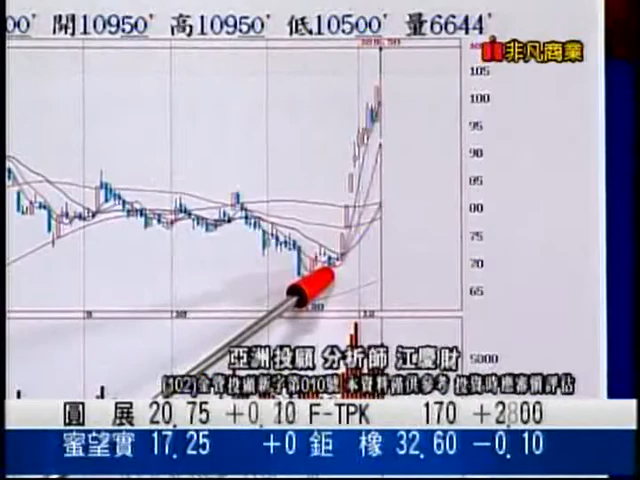 00' 開10950' 高10950' 低10500' 量6644'
非凡商業
105
100
95
90
85
80
75
70
65
5000
亞洲投顧 分析師 江慶財
(102)金管投顧新字第010號 本資料僅供參考 投資時應審慎評估
圓 展 20.75 +0.10 F-TPK 170 +2.00
蜜望實 17.25 +0 鉅 橡 32.60 -0.10